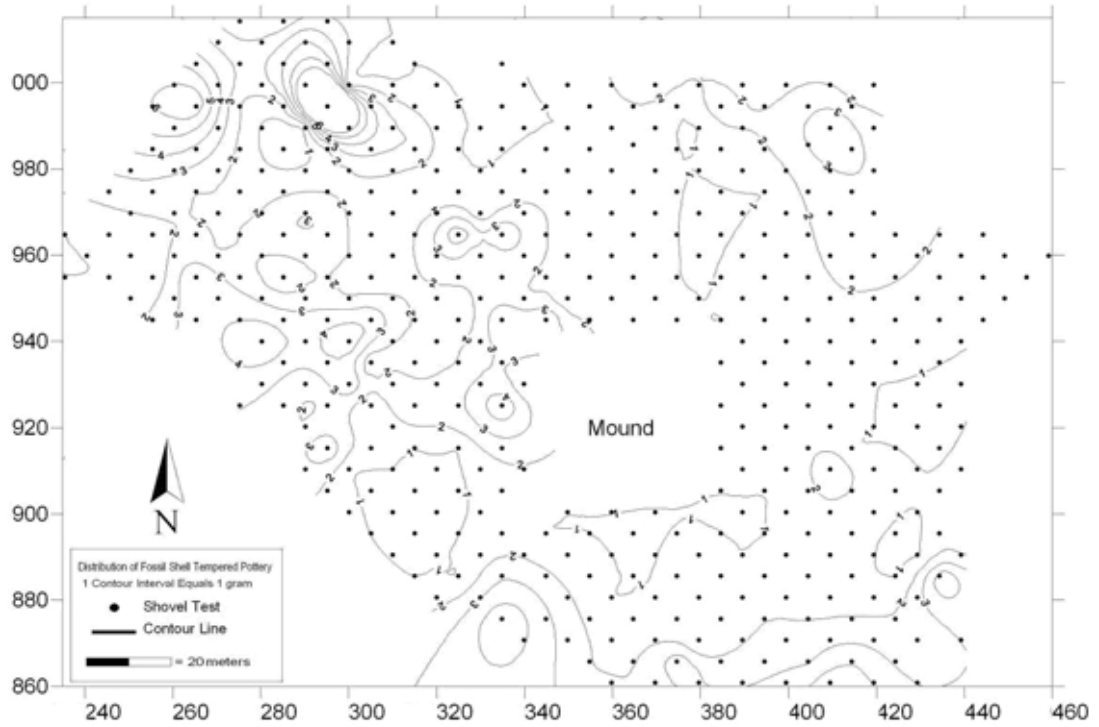 000
980
960
940
920
900
880
860
240 260 280 300 320 340 360 380 400 420 440 460
Mound
N
Distribution of Fossil Shell Tempered Pottery
1 Contour Interval Equals 1 gram
Shovel Test
Contour Line
= 20 meters